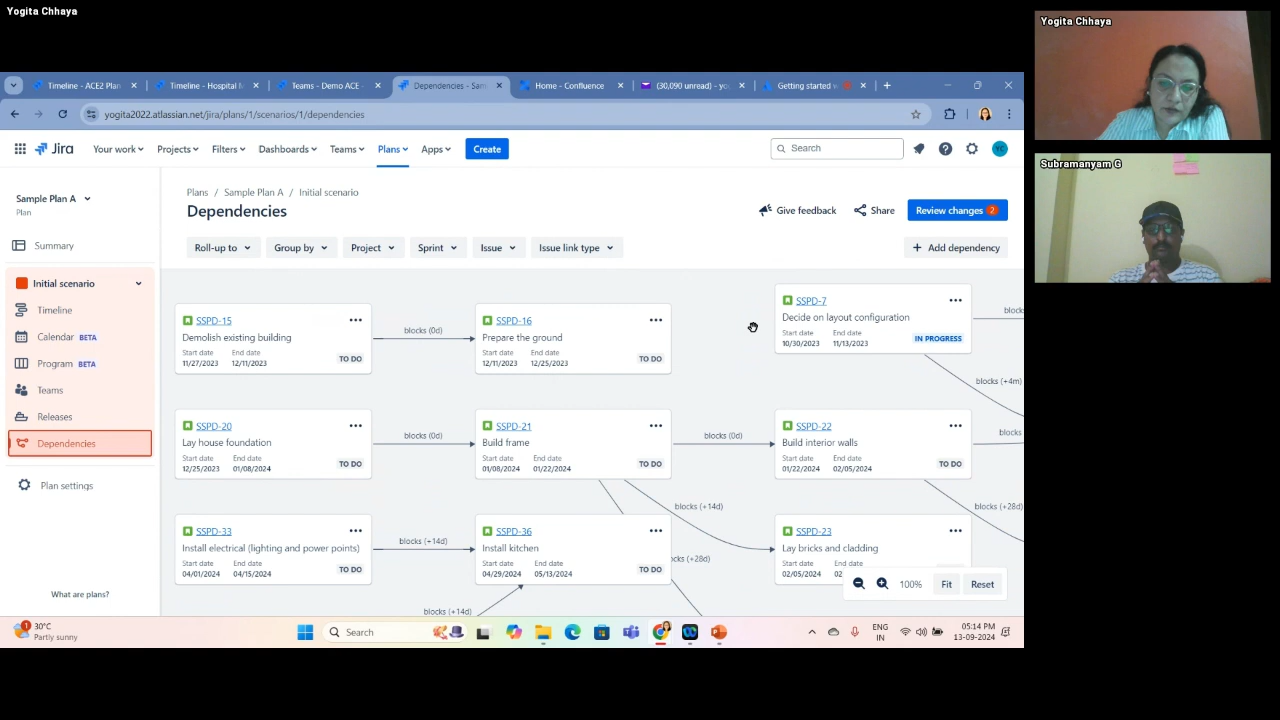 Yogita Chhaya
Yogita Chhaya
Subramanyam G
Timeline - ACE2 Plan
Timeline - Hospital M
Teams - Demo ACE
Dependencies - Sam
Home - Confluence
(30,090 unread) - yo
Getting started w
yogita2022.atlassian.net/jira/plans/1/scenarios/1/dependencies
Jira
Your work
Projects
Filters
Dashboards
Teams
Plans
Apps
Create
Search
YC
Sample Plan A
Plan
Summary
Initial scenario
Timeline
Calendar BETA
Program BETA
Teams
Releases
Dependencies
Plan settings
What are plans?
Plans / Sample Plan A / Initial scenario
Dependencies
Give feedback
Share
Review changes 2
Roll-up to
Group by
Project
Sprint
Issue
Issue link type
+ Add dependency
SSPD-15
Demolish existing building
Start date End date
11/27/2023 12/11/2023 TO DO
blocks (0d)
SSPD-16
Prepare the ground
Start date End date
12/11/2023 12/25/2023 TO DO
SSPD-7
Decide on layout configuration
Start date End date
10/30/2023 11/13/2023 IN PROGRESS
blocks (+4m)
SSPD-20
Lay house foundation
Start date End date
12/25/2023 01/08/2024 TO DO
blocks (0d)
SSPD-21
Build frame
Start date End date
01/08/2024 01/22/2024 TO DO
blocks (0d)
SSPD-22
Build interior walls
Start date End date
01/22/2024 02/05/2024 TO DO
blocks
blocks (+14d)
blocks (+28d)
SSPD-33
Install electrical (lighting and power points)
Start date End date
04/01/2024 04/15/2024 TO DO
blocks (+14d)
SSPD-36
Install kitchen
Start date End date
04/29/2024 05/13/2024 TO DO
cks (+28d)
SSPD-23
Lay bricks and cladding
Start date End date
02/05/2024 02
blocks (+14d)
100%
Fit
Reset
30°C
Partly sunny
Search
ENG
IN
05:14 PM
13-09-2024